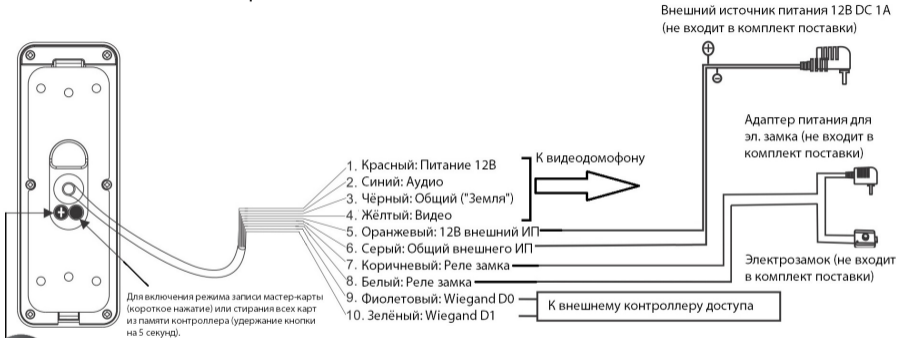 Внешний источник питания 12В DC 1А
(не входит в комплект поставки)
Адаптер питания для
эл. замка (не входит в
комплект поставки)
1. Красный: Питание 12В
2. Синий: Аудио
3. Чёрный: Общий ("Земля")
4. Жёлтый: Видео
5. Оранжевый: 12В внешний ИП
6. Серый: Общий внешнего ИП
7. Коричневый: Реле замка
8. Белый: Реле замка
9. Фиолетовый: Wiegand D0
10. Зелёный: Wiegand D1
К видеодомофону
Электрозамок (не входит
в комплект поставки)
К внешнему контроллеру доступа
Для включения режима записи мастер-карты
(короткое нажатие) или стирания всех карт
из памяти контроллера (удержание кнопки
на 5 секунд).